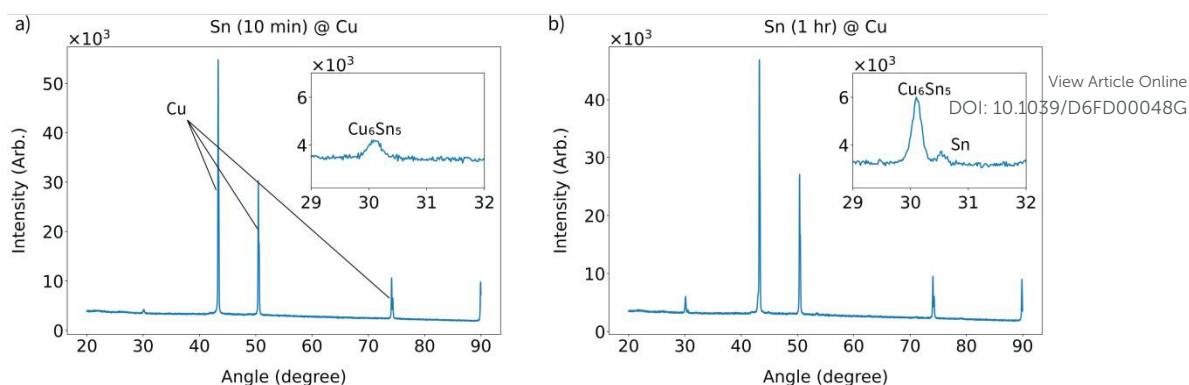 a)
Sn (10 min) @ Cu
×10³
Intensity (Arb.)
50
40
30
20
10
0
20 30 40 50 60 70 80 90
Angle (degree)
Cu
×10³
6
4
Cu₆Sn₅
29 30 31 32
b)
Sn (1 hr) @ Cu
×10³
Intensity (Arb.)
40
30
20
10
0
20 30 40 50 60 70 80 90
Angle (degree)
×10³
6
4
Cu₆Sn₅
Sn
29 30 31 32
View Article Online
DOI: 10.1039/D6FD00048G